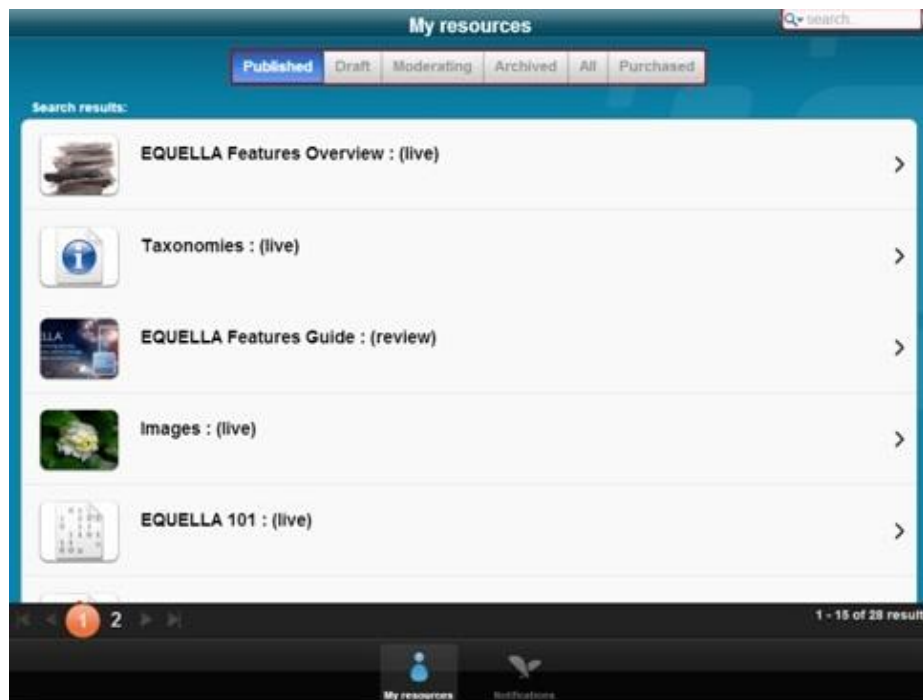 My resources
search...
Published Draft Moderating Archived All Purchased
Search results:
EQUELLA Features Overview : (live)
Taxonomies : (live)
EQUELLA Features Guide : (review)
Images : (live)
EQUELLA 101 : (live)
1 2
1 - 15 of 28 result
My resources Notifications